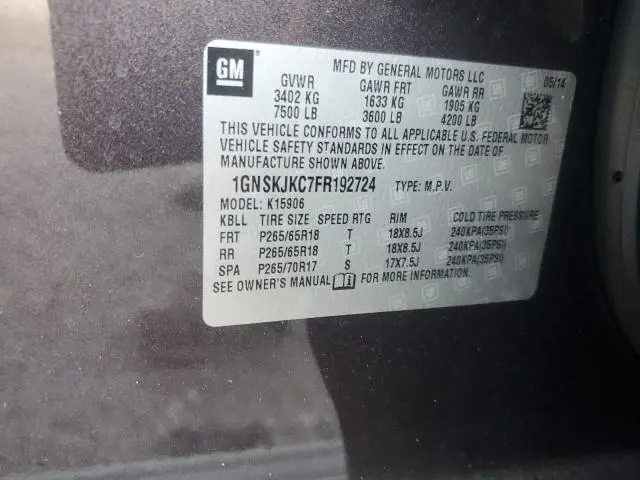 GM
MFD BY GENERAL MOTORS LLC
05/14
GVWR GAWR FRT GAWR RR
3402 KG 1633 KG 1905 KG
7500 LB 3600 LB 4200 LB
THIS VEHICLE CONFORMS TO ALL APPLICABLE U.S. FEDERAL MOTOR
VEHICLE SAFETY STANDARDS IN EFFECT ON THE DATE OF
MANUFACTURE SHOWN ABOVE.
1GNSKJKC7FR192724 TYPE: M.P.V.
MODEL: K15906
KBLL TIRE SIZE SPEED RTG RIM COLD TIRE PRESSURE
FRT P265/65R18 T 18X8.5J 240KPA(35PSI)
RR P265/65R18 T 18X8.5J 240KPA(35PSI)
SPA P265/70R17 S 17X7.5J 240KPA(35PSI)
SEE OWNER'S MANUAL FOR MORE INFORMATION.